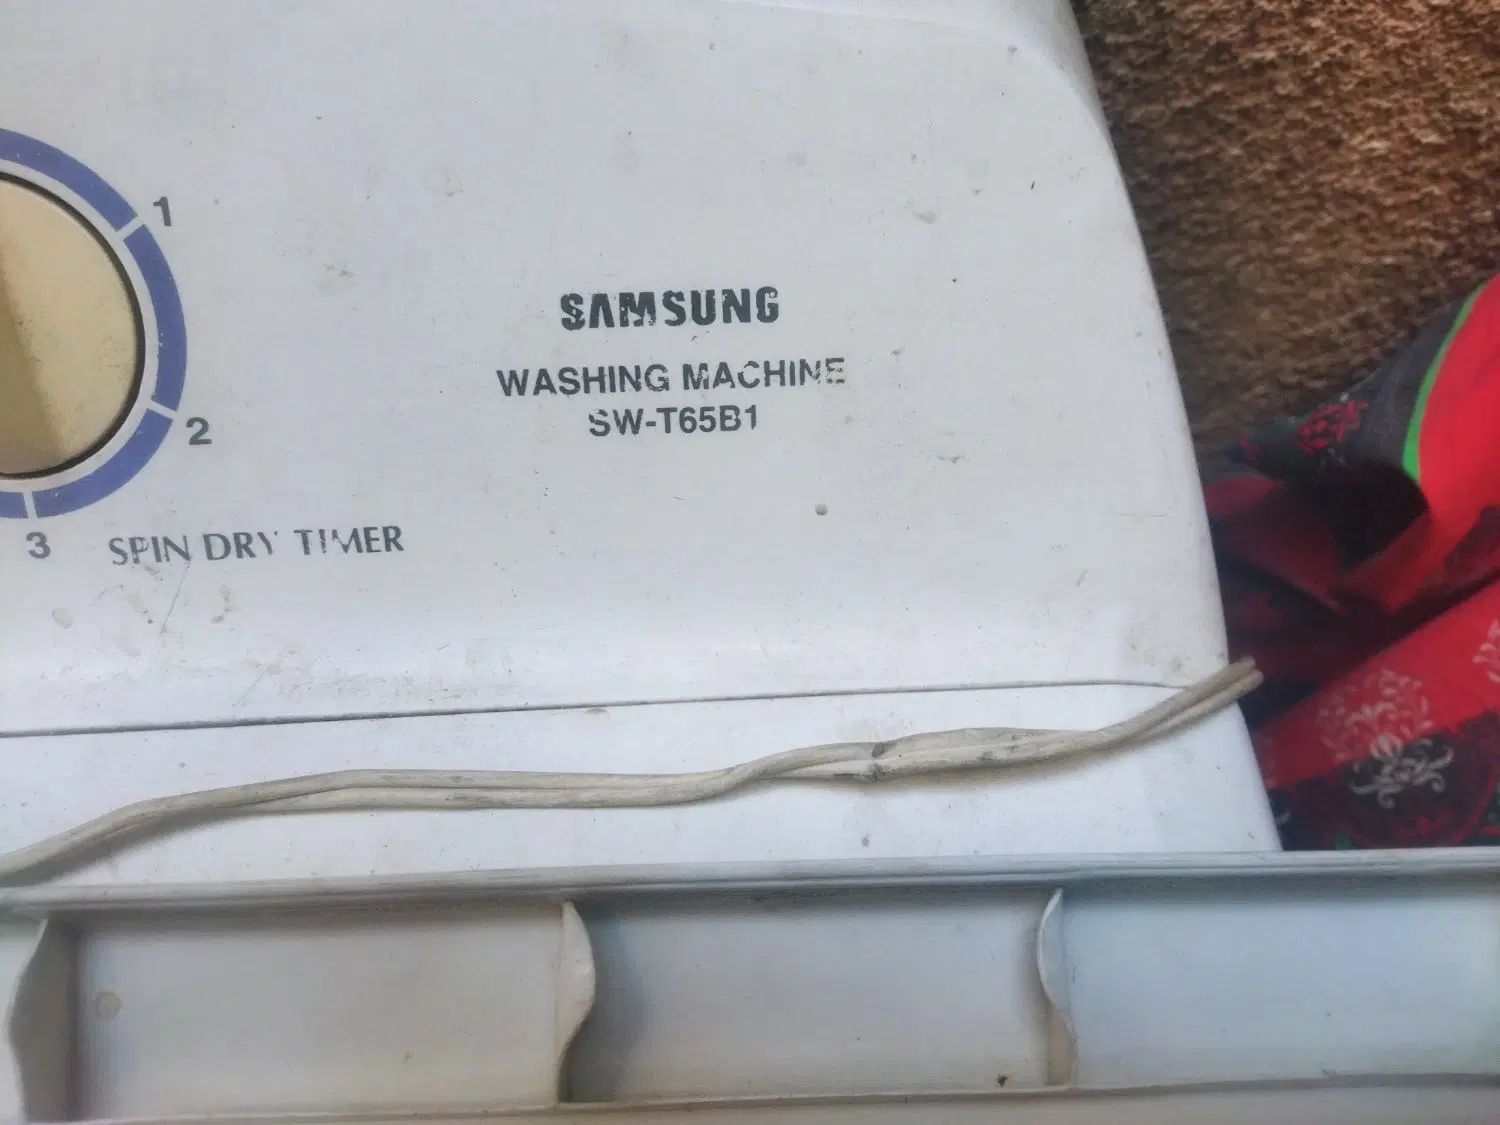 1
SAMSUNG
WASHING MACHINE
SW-T65B1
2
3
SPIN DRY TIMER